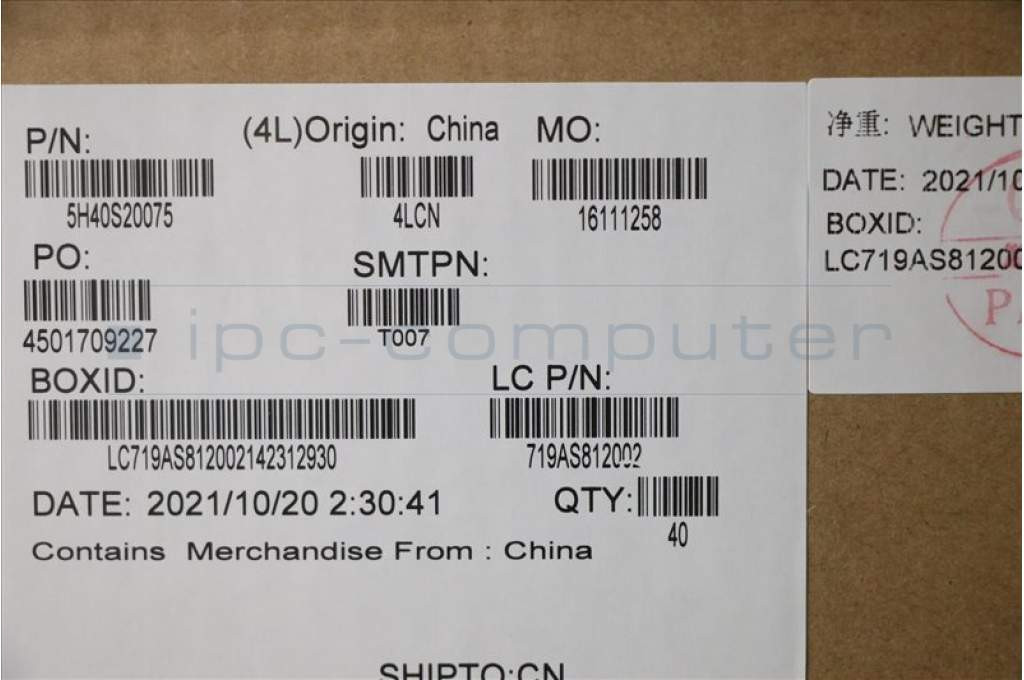 P/N: (4L)Origin: China MO:
5H40S20075 4LCN 16111258
PO: SMTPN:
4501709227 T007
BOXID: LC P/N:
LC719AS812002142312930 719AS812002
DATE: 2021/10/20 2:30:41 QTY:
40
Contains Merchandise From : China
SHIPTO:CN
净重: WEIGHT
DATE: 2021/10
BOXID:
LC719AS81200
ipc-computer